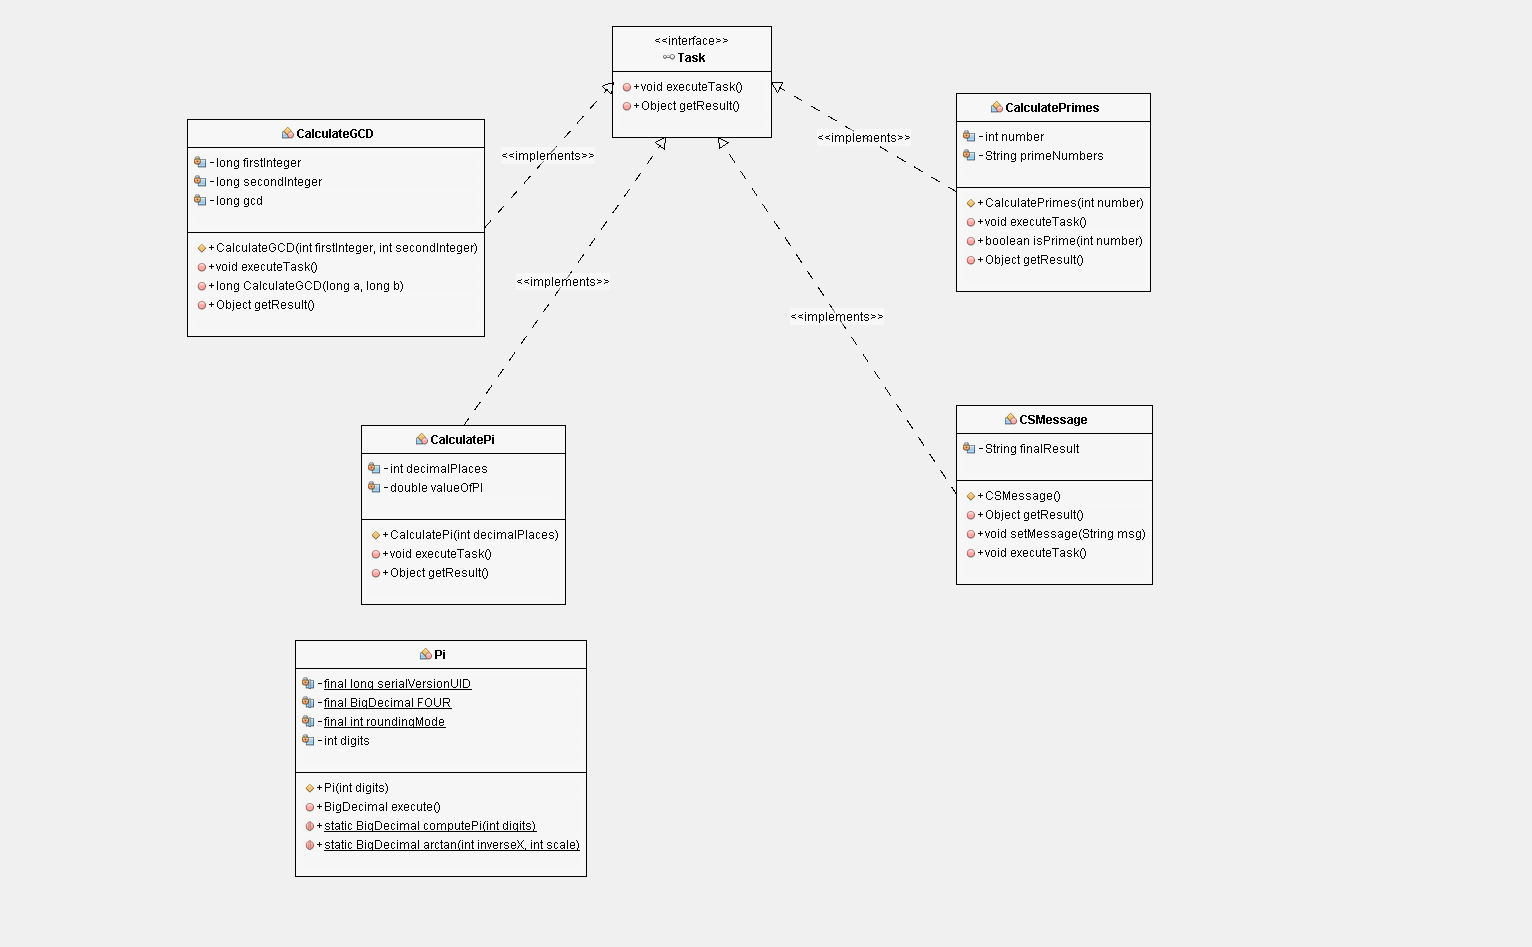 <<interface>>
Task
+void executeTask()
+Object getResult()
CalculateGCD
-long firstInteger
-long secondInteger
-long gcd
+CalculateGCD(int firstInteger, int secondInteger)
+void executeTask()
+long CalculateGCD(long a, long b)
+Object getResult()
<<implements>>
<<implements>>
CalculatePrimes
-int number
-String primeNumbers
+CalculatePrimes(int number)
+void executeTask()
+boolean isPrime(int number)
+Object getResult()
<<implements>>
<<implements>>
CalculatePi
-int decimalPlaces
-double valueOfPI
+CalculatePi(int decimalPlaces)
+void executeTask()
+Object getResult()
CSMessage
-String finalResult
+CSMessage()
+Object getResult()
+void setMessage(String msg)
+void executeTask()
Pi
-final long serialVersionUID
-final BigDecimal FOUR
-final int roundingMode
-int digits
+Pi(int digits)
+BigDecimal execute()
+static BigDecimal computePi(int digits)
+static BigDecimal arctan(int inverseX, int scale)